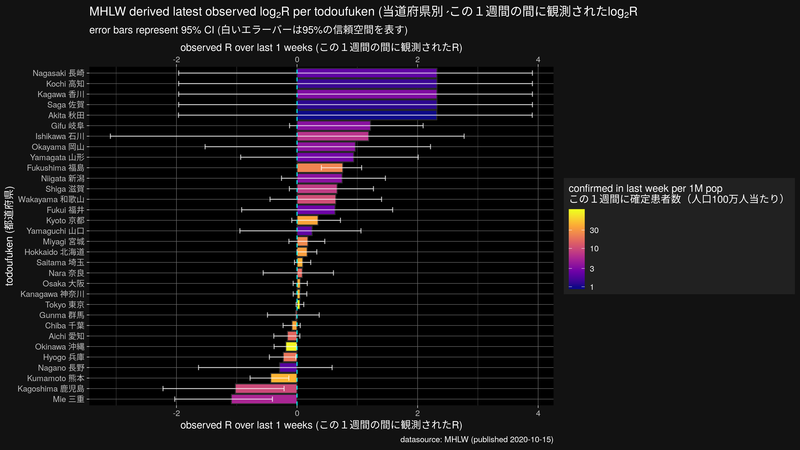 MHLW derived latest observed log₂R per todoufuken (当道府県別 この１週間の間に観測されたlog₂R
error bars represent 95% CI (白いエラーバーは95%の信頼空間を表す)
observed R over last 1 weeks (この１週間の間に観測されたR)
-2 0 2 4
todoufuken (都道府県)
Nagasaki 長崎
Kochi 高知
Kagawa 香川
Saga 佐賀
Akita 秋田
Gifu 岐阜
Ishikawa 石川
Okayama 岡山
Yamagata 山形
Fukushima 福島
Niigata 新潟
Shiga 滋賀
Wakayama 和歌山
Fukui 福井
Kyoto 京都
Yamaguchi 山口
Miyagi 宮城
Hokkaido 北海道
Saitama 埼玉
Nara 奈良
Osaka 大阪
Kanagawa 神奈川
Tokyo 東京
Gunma 群馬
Chiba 千葉
Aichi 愛知
Okinawa 沖縄
Hyogo 兵庫
Nagano 長野
Kumamoto 熊本
Kagoshima 鹿児島
Mie 三重
-2 0 2 4
observed R over last 1 weeks (この１週間の間に観測されたR)
datasource: MHLW (published 2020-10-15)
confirmed in last week per 1M pop
この１週間に確定患者数（人口100万人当たり）
30
10
3
1